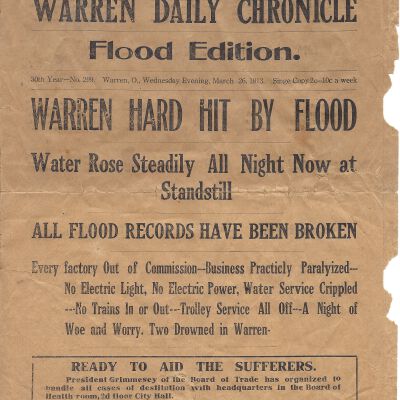 WARREN DAILY CHRONICLE
Flood Edition.
30th Year—No. 299. Warren, O., Wednesday Evening, March 26, 1913. Singe Copy 2c—10c a week
WARREN HARD HIT BY FLOOD
Water Rose Steadily All Night Now at
Standstill
ALL FLOOD RECORDS HAVE BEEN BROKEN
Every factory Out of Commission—Business Practicly Paralyized—
No Electric Light, No Electric Power. Water Service Crippled
---No Trains In or Out---Trolley Service All Off---A Night of
Woe and Worry. Two Drowned in Warren-
READY TO AID THE SUFFERERS.
President Grimmesey of the Board of Trade has organized to
handle all cases of destitution with headquarters in the Board of
Health room, 2d floor City Hall.